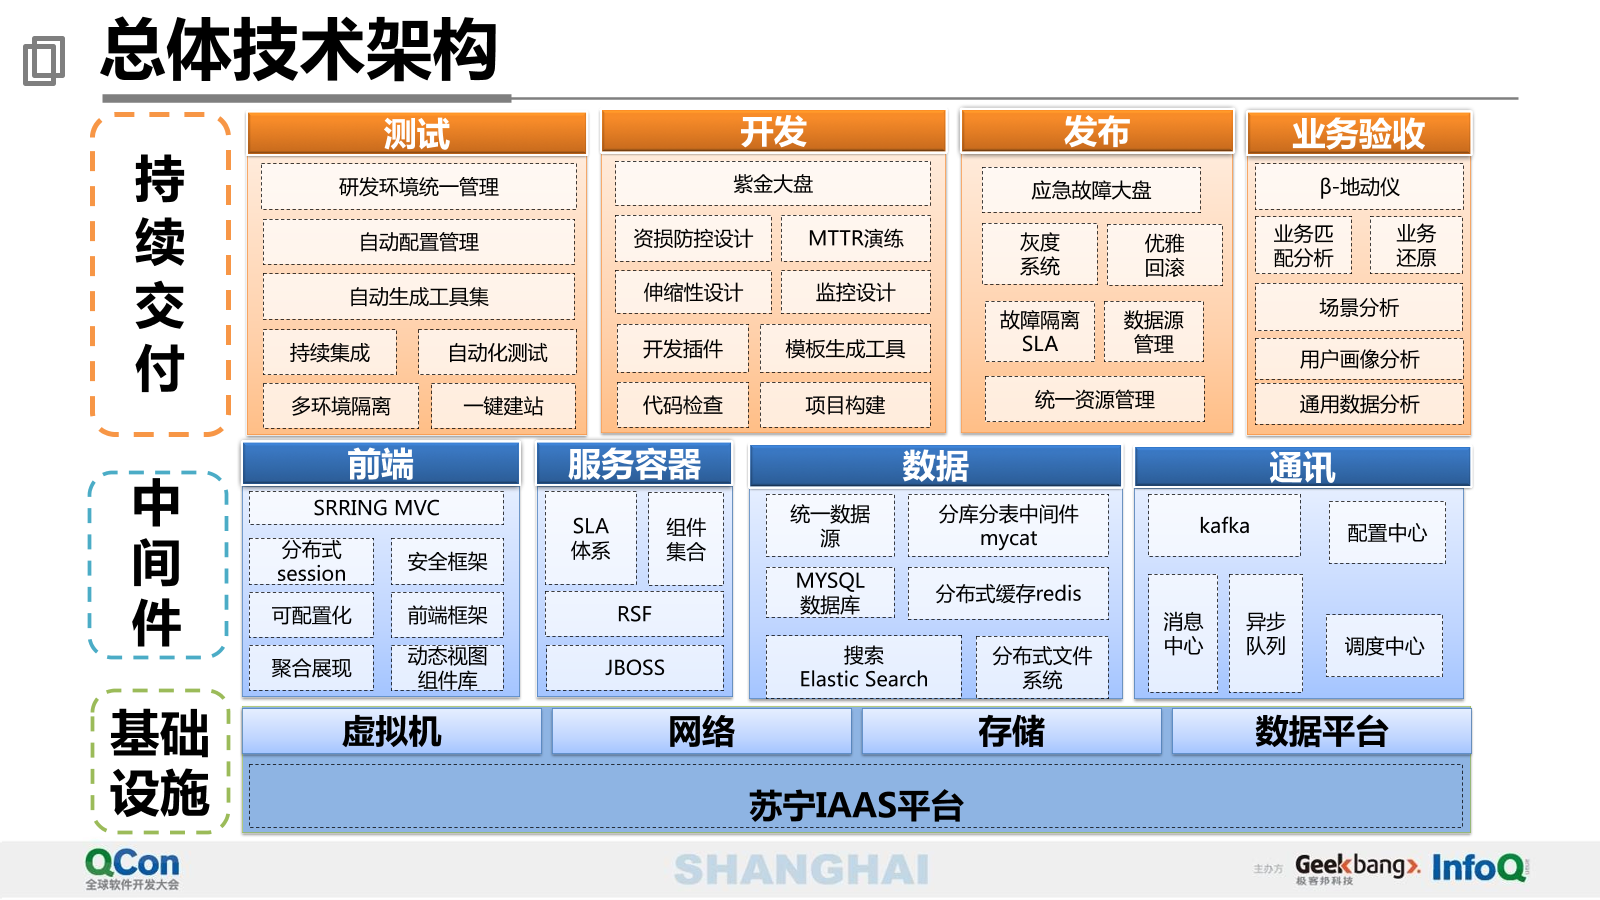 总体技术架构
持
续
交
付
测试
研发环境统一管理
自动配置管理
自动生成工具集
持续集成
自动化测试
多环境隔离
一键建站
开发
紫金大盘
资损防控设计
MTTR演练
伸缩性设计
监控设计
开发插件
模板生成工具
代码检查
项目构建
发布
应急故障大盘
灰度
系统
优雅
回滚
故障隔离
SLA
数据源
管理
统一资源管理
业务验收
β-地动仪
业务匹
配分析
业务
还原
场景分析
用户画像分析
通用数据分析
中
间
件
前端
SRRING MVC
分布式
session
安全框架
可配置化
前端框架
聚合展现
动态视图
组件库
服务容器
SLA
体系
组件
集合
RSF
JBOSS
数据
统一数据
源
分库分表中间件
mycat
MYSQL
数据库
分布式缓存redis
搜索
Elastic Search
分布式文件
系统
通讯
kafka
配置中心
消息
中心
异步
队列
调度中心
基础
设施
虚拟机
网络
存储
数据平台
苏宁IAAS平台
QCon
全球软件开发大会
SHANGHAI
主办方
Geekbang
极客邦科技
InfoQ